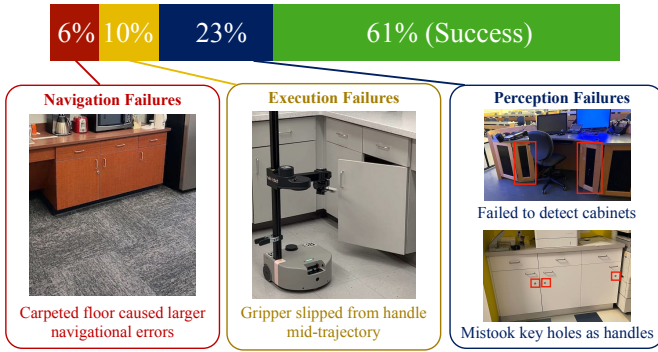 6% 10% 23% 61% (Success)
Navigation Failures
Carpeted floor caused larger
navigational errors
Execution Failures
Gripper slipped from handle
mid-trajectory
Perception Failures
Failed to detect cabinets
Mistook key holes as handles